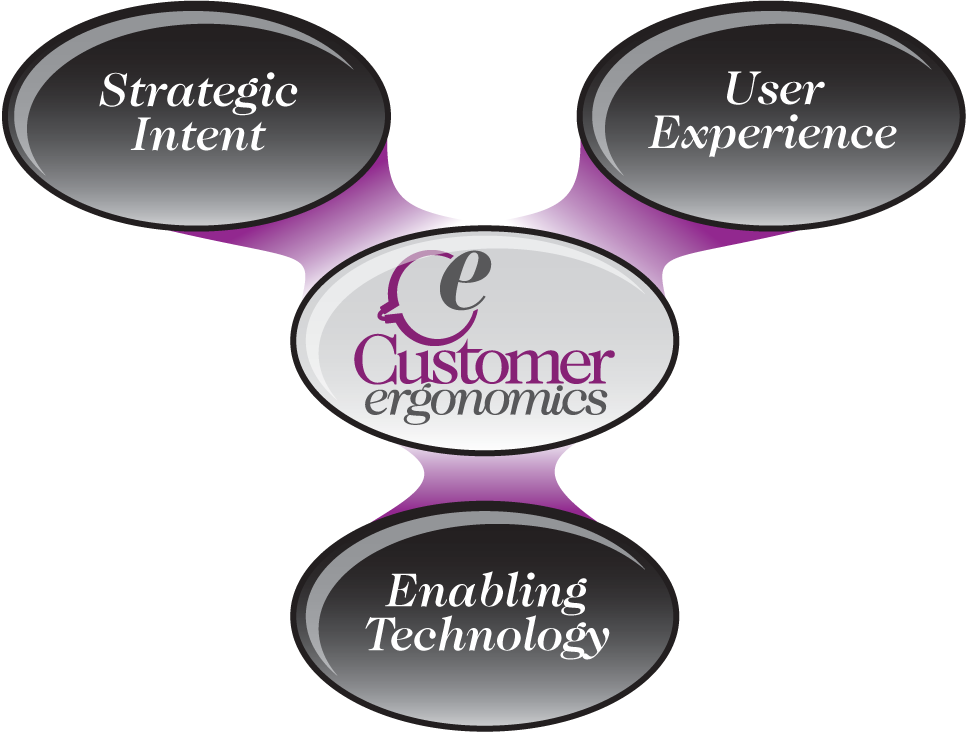 Strategic
Intent
User
Experience
Ce
Customer
ergonomics
Enabling
Technology